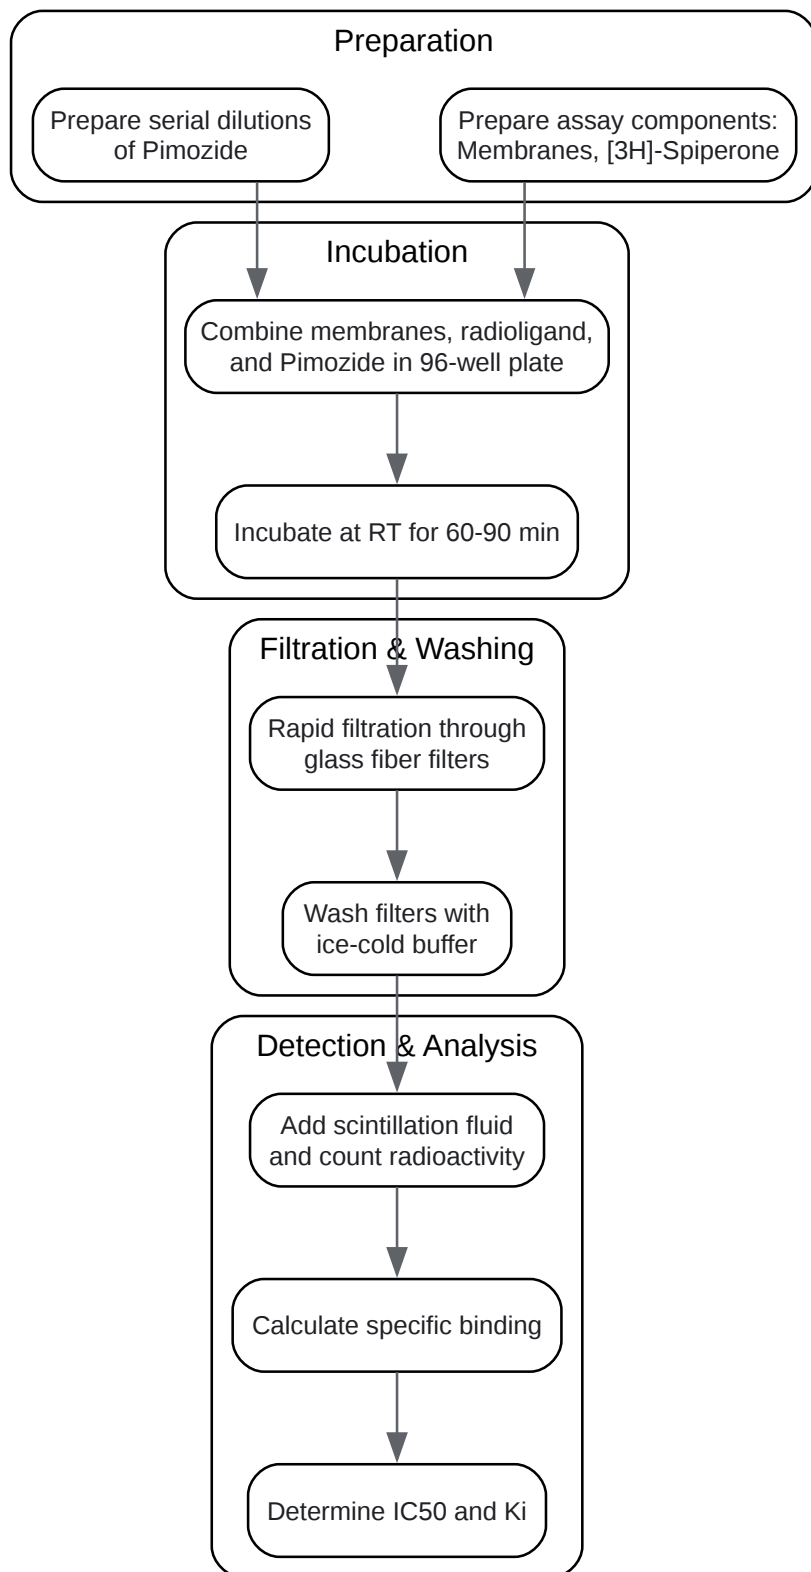 Preparation
Prepare serial dilutions
of Pimozide
Prepare assay components:
Membranes, [3H]-Spiperone
Incubation
Combine membranes, radioligand,
and Pimozide in 96-well plate
Incubate at RT for 60-90 min
Filtration & Washing
Rapid filtration through
glass fiber filters
Wash filters with
ice-cold buffer
Detection & Analysis
Add scintillation fluid
and count radioactivity
Calculate specific binding
Determine IC50 and Ki